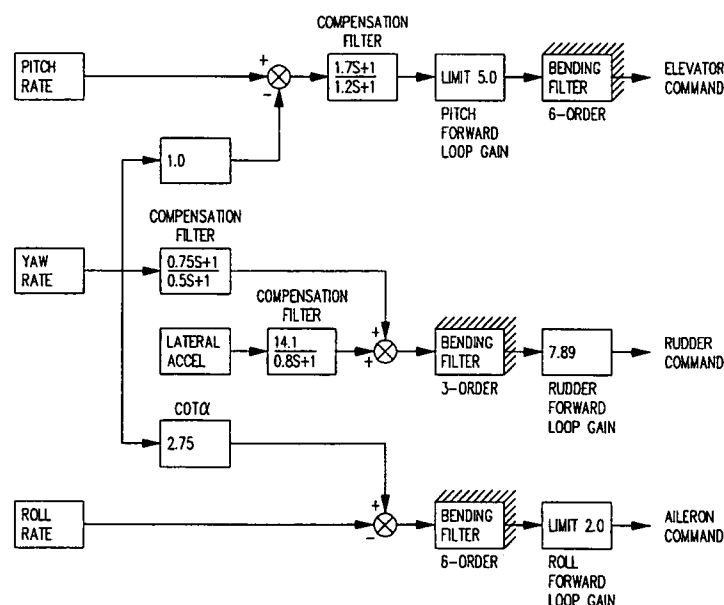 COMPENSATION
FILTER
PITCH
RATE
+
−
1.7S+1
1.2S+1
LIMIT 5.0
BENDING
FILTER
ELEVATOR
COMMAND
PITCH
FORWARD
LOOP GAIN
6-ORDER
1.0
COMPENSATION
FILTER
YAW
RATE
0.75S+1
0.5S+1
COMPENSATION
FILTER
LATERAL
ACCEL
14.1
0.8S+1
+
+
BENDING
FILTER
7.89
RUDDER
COMMAND
3-ORDER
RUDDER
FORWARD
LOOP GAIN
COTα
2.75
ROLL
RATE
+
−
BENDING
FILTER
LIMIT 2.0
AILERON
COMMAND
6-ORDER
ROLL
FORWARD
LOOP GAIN